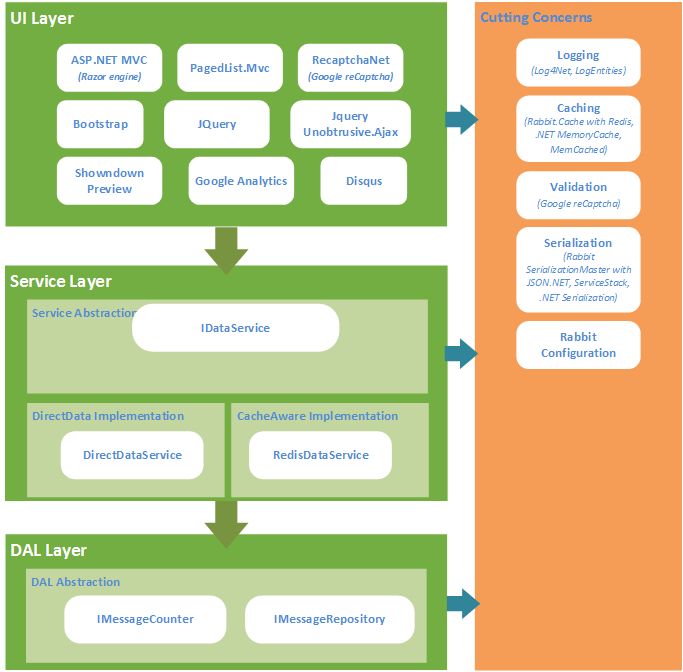 UI Layer
ASP.NET MVC
(Razor engine)
PagedList.Mvc
RecaptchaNet
(Google reCaptcha)
Bootstrap
JQuery
Jquery
Unobtrusive.Ajax
Showndown
Preview
Google Analytics
Disqus
Service Layer
Service Abstraction
IDataService
DirectData Implementation
DirectDataService
CacheAware Implementation
RedisDataService
DAL Layer
DAL Abstraction
IMessageCounter
IMessageRepository
Cutting Concerns
Logging
(Log4Net, LogEntities)
Caching
(Rabbit.Cache with Redis,
.NET MemoryCache,
MemCached)
Validation
(Google reCaptcha)
Serialization
(Rabbit
SerializationMaster with
JSON.NET, ServiceStack,
.NET Serialization)
Rabbit
Configuration